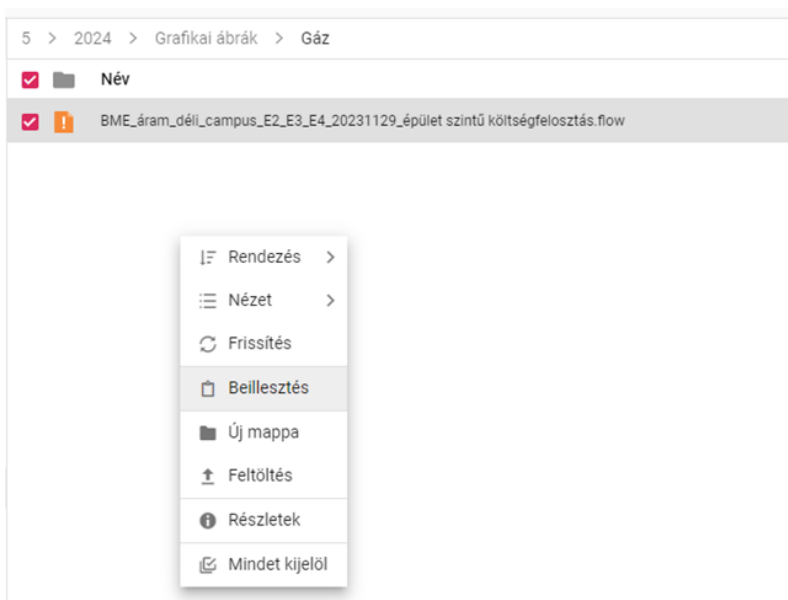 5 > 2024 > Grafikai ábrák > Gáz
Név
BME_áram_déli_campus_E2_E3_E4_20231129_épület szintű költségfelosztás.flow
Rendezés
Nézet
Frissítés
Beillesztés
Új mappa
Feltöltés
Részletek
Mindet kijelöl